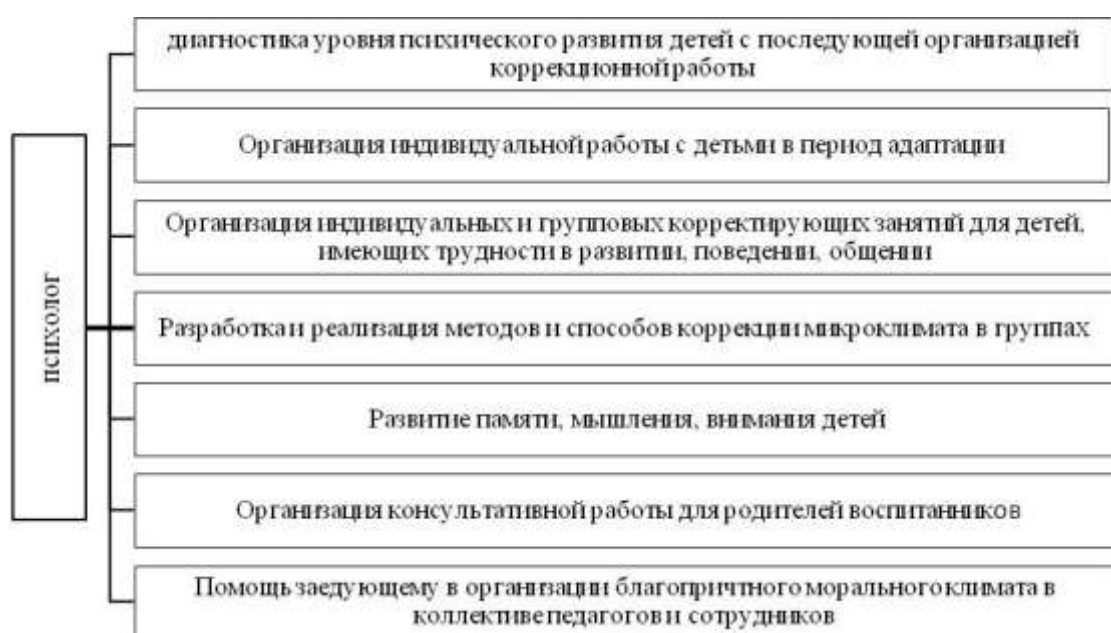 диагностика уровня психического развития детей с последующей организацией
коррекционной работы
Организация индивидуальной работы с детьми в период адаптации
Организация индивидуальных и групповых корректирующих занятий для детей,
имеющих трудности в развитии, поведении, общении
психолог
Разработка и реализация методов и способов коррекции микроклимата в группах
Развитие памяти, мышления, внимания детей
Организация консультативной работы для родителей воспитанников
Помощь заедующему в организации благопричтного морального климата в
коллективе педагогов и сотрудников